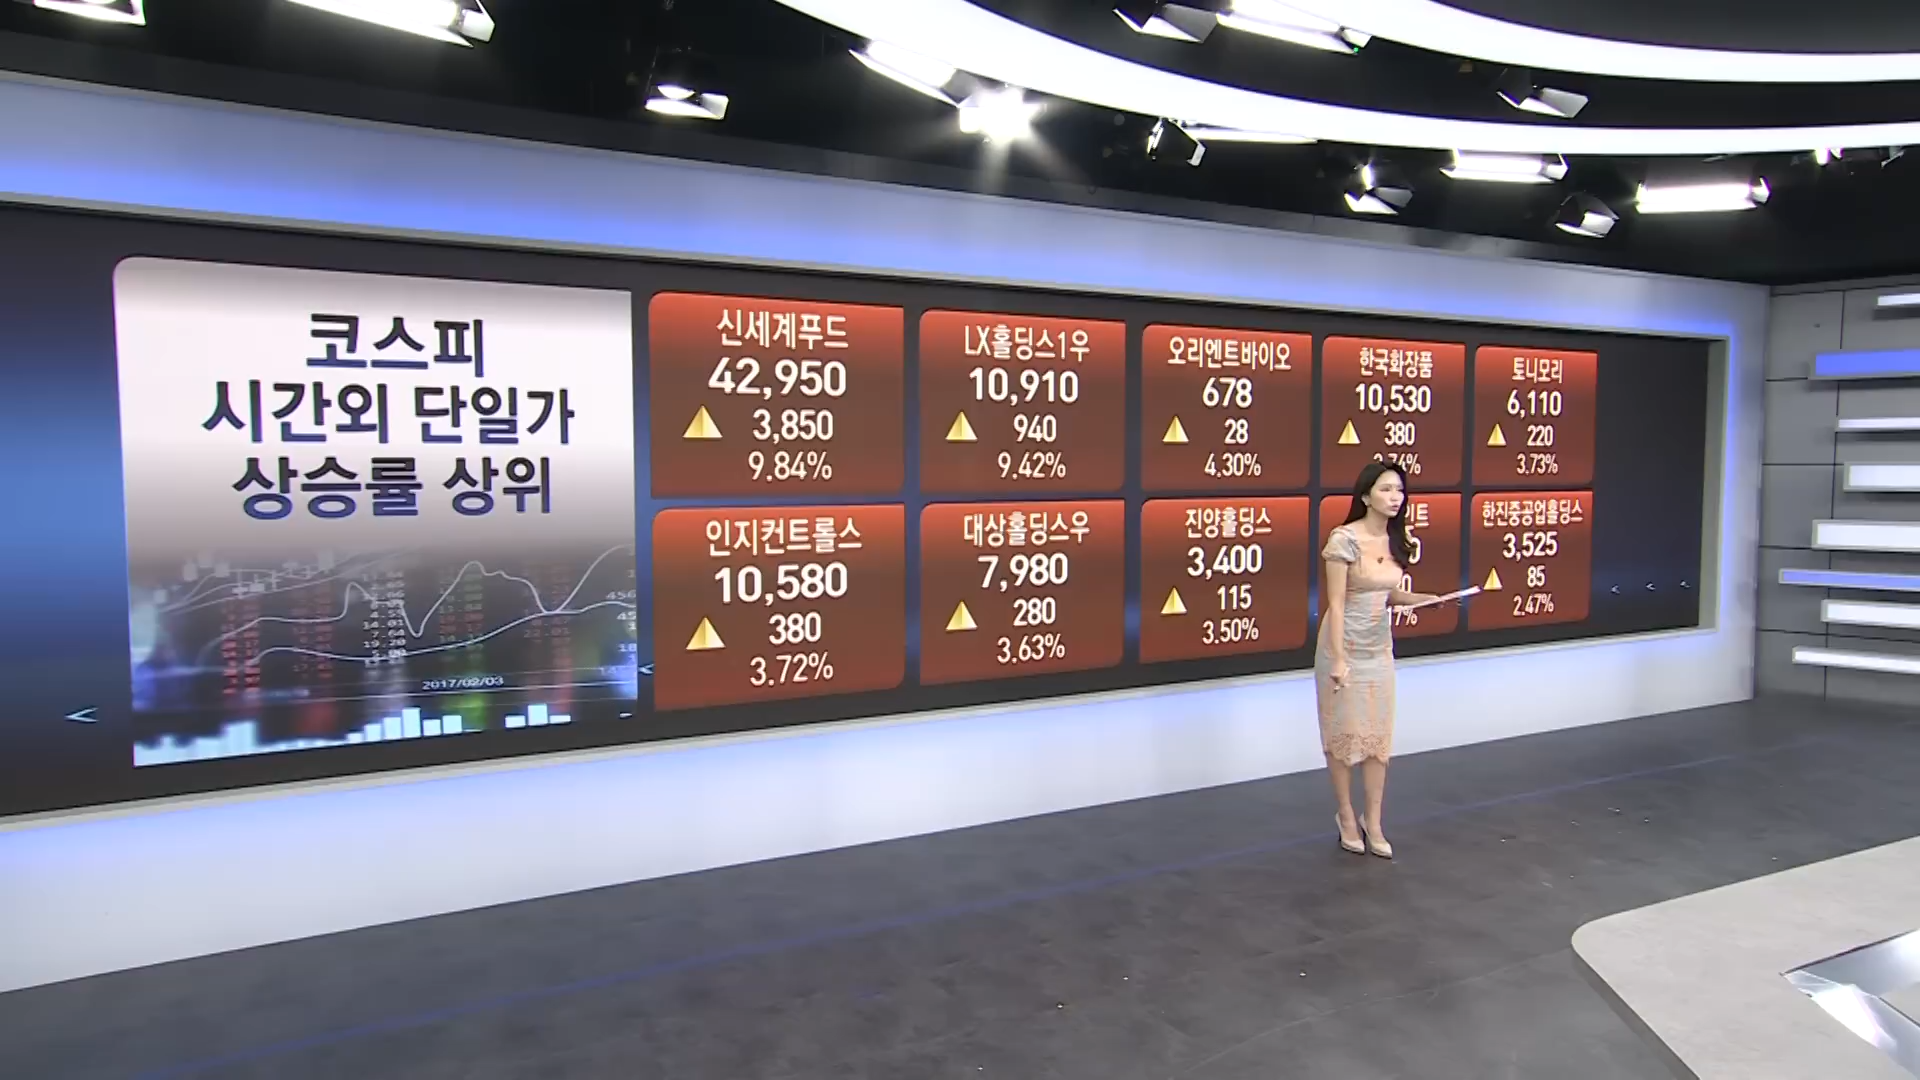 코스피
시간외 단일가
상승률 상위
2017/02/03
신세계푸드
42,950
3,850
9.84%
LX홀딩스1우
10,910
940
9.42%
오리엔트바이오
678
28
4.30%
한국화장품
10,530
380
토니모리
6,110
220
3.73%
인지컨트롤스
10,580
380
3.72%
대상홀딩스우
7,980
280
3.63%
진양홀딩스
3,400
115
3.50%
한진중공업홀딩스
3,525
85
2.47%